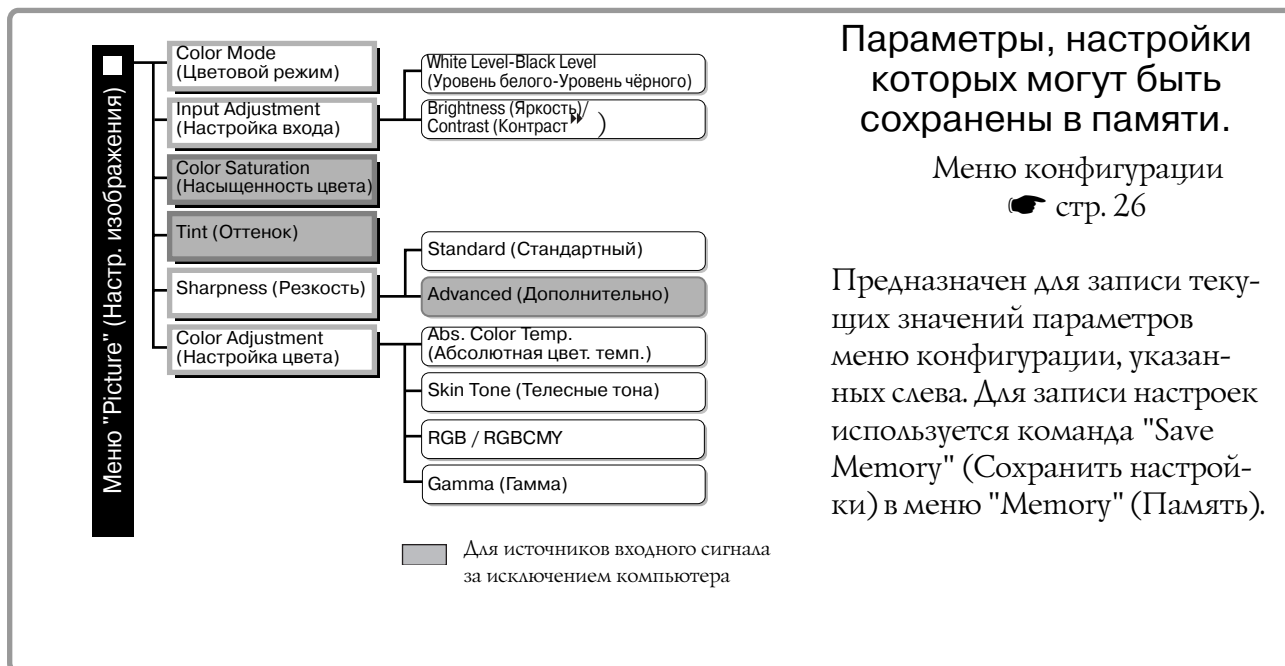 Меню "Picture" (Настр. изображения)
Color Mode
(Цветовой режим)
Input Adjustment
(Настройка входа)
Color Saturation
(Насыщенность цвета)
Tint (Оттенок)
Sharpness (Резкость)
Color Adjustment
(Настройка цвета)
White Level-Black Level
(Уровень белого-Уровень чёрного)
Brightness (Яркость)/
Contrast (Контраст )
Standard (Стандартный)
Advanced (Дополнительно)
Abs. Color Temp.
(Абсолютная цвет. темп.)
Skin Tone (Телесные тона)
RGB / RGBCMY
Gamma (Гамма)
Для источников входного сигнала
за исключением компьютера
Параметры, настройки
которых могут быть
сохранены в памяти.
Меню конфигурации
☛ стр. 26
Предназначен для записи теку-
щих значений параметров
меню конфигурации, указан-
ных слева. Для записи настроек
используется команда "Save
Memory" (Сохранить настрой-
ки) в меню "Memory" (Память).